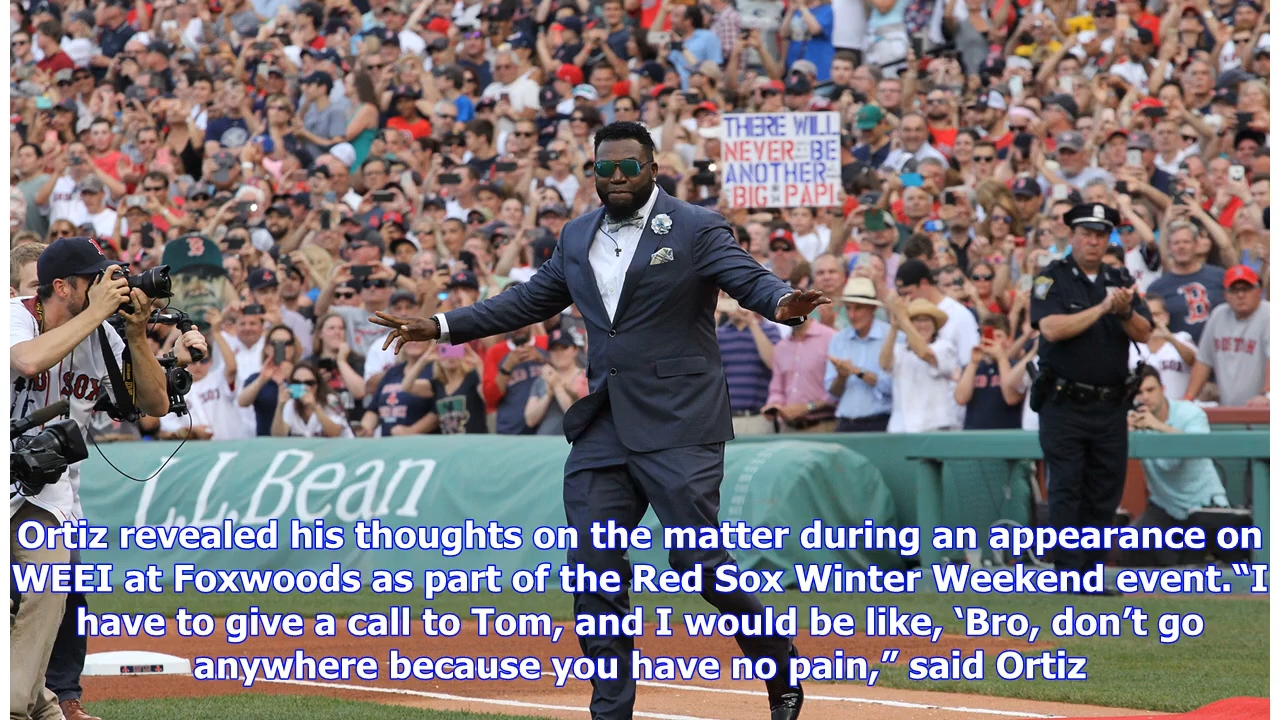 THERE WILL
NEVER BE
ANOTHER
BIG PAPI
B
B
BOSTON
SOX
L.L.Bean
Ortiz revealed his thoughts on the matter during an appearance on
WEEI at Foxwoods as part of the Red Sox Winter Weekend event.“I
have to give a call to Tom, and I would be like, ‘Bro, don’t go
anywhere because you have no pain,” said Ortiz